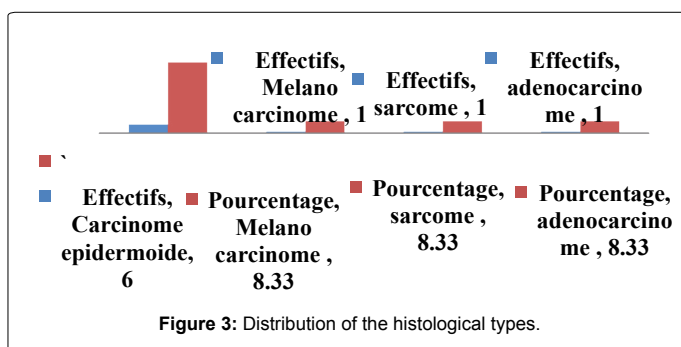 Effectifs,
Melano
carcinome , 1
Effectifs,
sarcome , 1
Effectifs,
adenocarcino
me , 1
`
Effectifs,
Carcinome
epidermoide,
6
Pourcentage,
Melano
carcinome ,
8.33
Pourcentage,
sarcome ,
8.33
Pourcentage,
adenocarcino
me , 8.33
Figure 3: Distribution of the histological types.